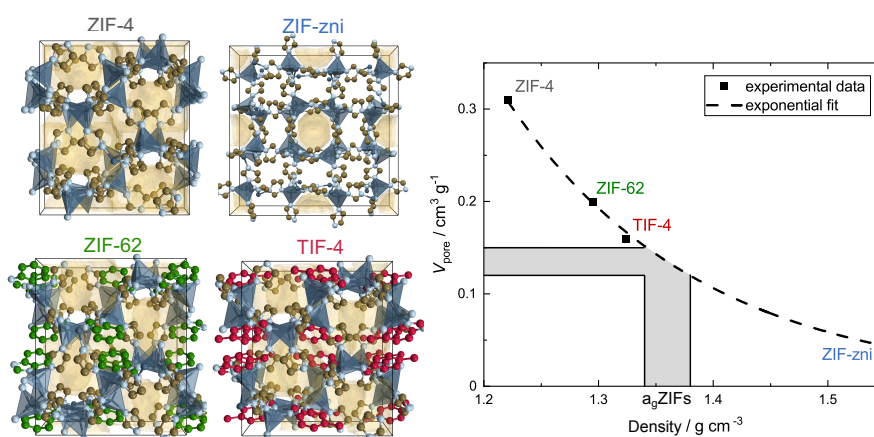 ZIF-4
ZIF-zni
ZIF-62
TIF-4
V_pore / cm³ g⁻¹
0.3
0.2
0.1
0
ZIF-4
ZIF-62
TIF-4
ZIF-zni
experimental data
exponential fit
1.2 1.3 1.4 1.5
a_gZIFs
Density / g cm⁻³